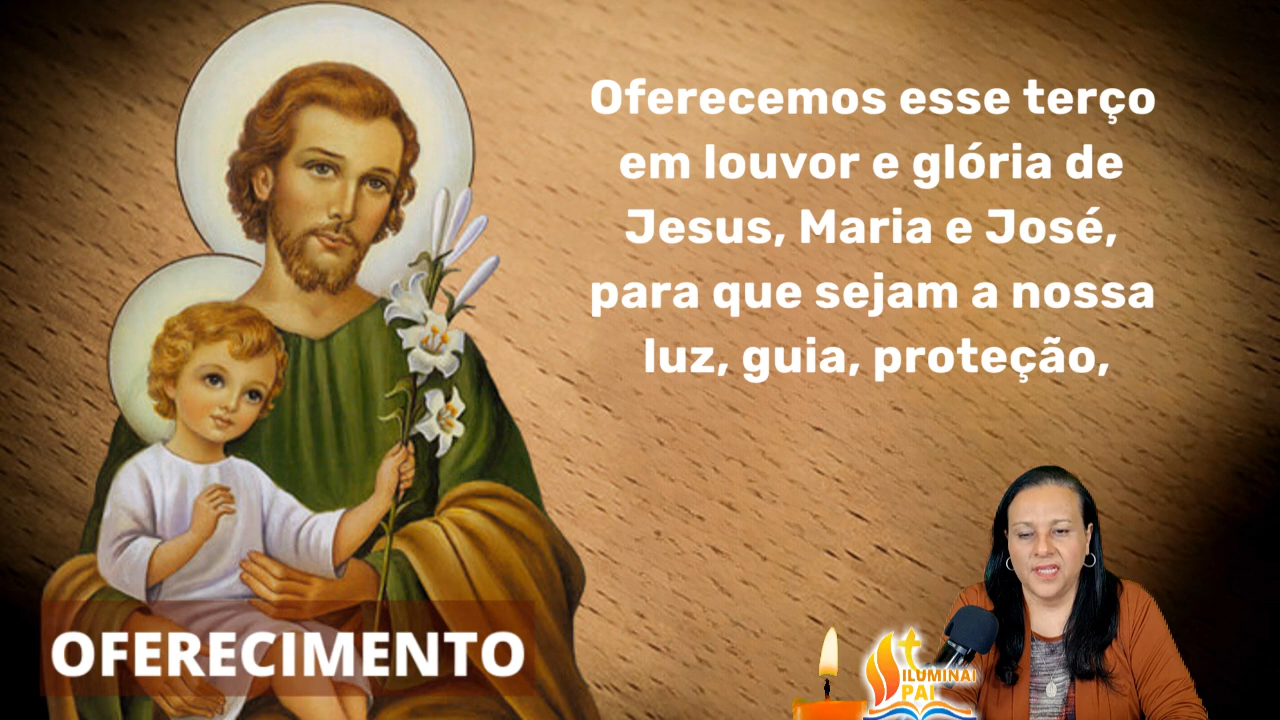 Oferecemos esse terço
em louvor e glória de
Jesus, Maria e José,
para que sejam a nossa
luz, guia, proteção,
OFERECIMENTO
ILUMINAI
PAI